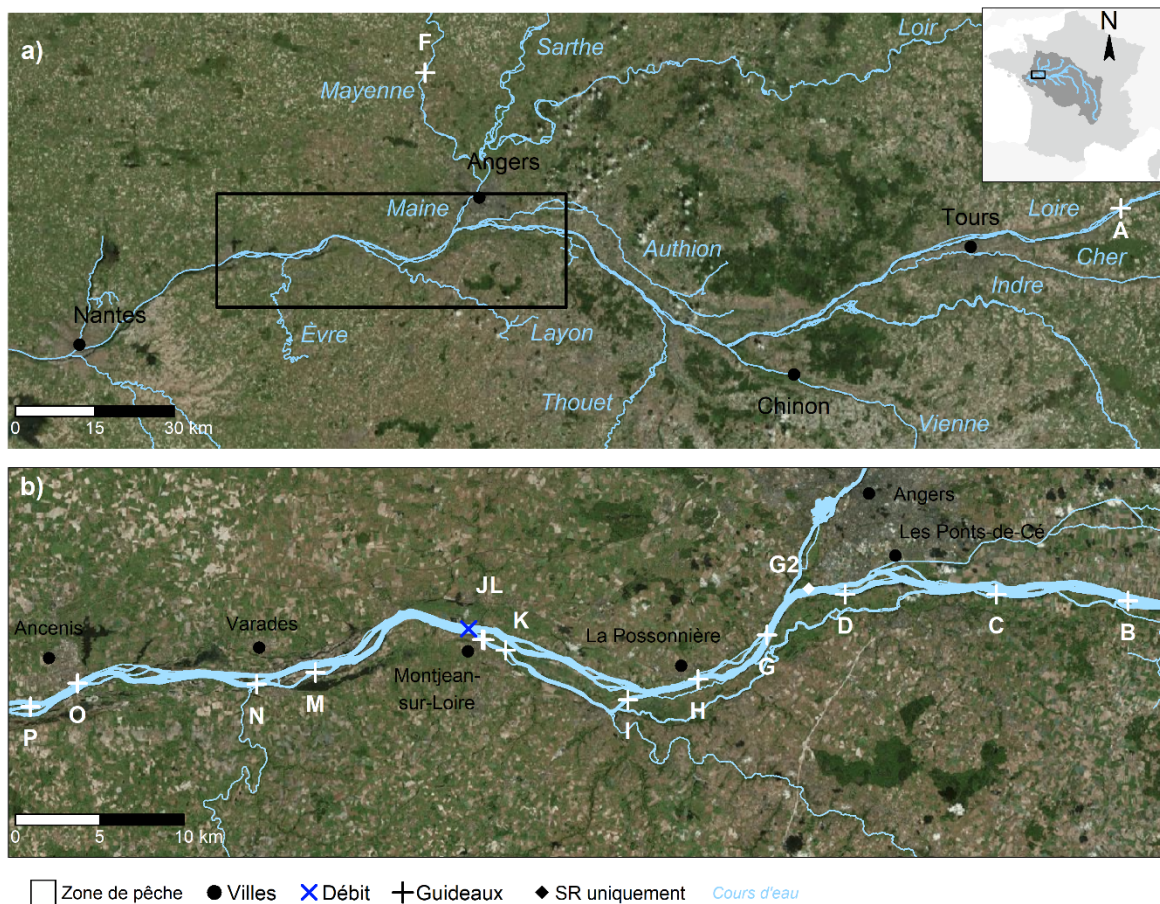 a)
F
Sarthe
Loir
N
Mayenne
Angers
Maine
Tours
Loire
A
Authion
Cher
Indre
Nantes
Èvre
Layon
Thouet
Chinon
Vienne
0 15 30 km
b)
Angers
Les Ponts-de-Cé
G2
JL
K
D
C
B
Ancenis
Varades
La Possonnière
G
Montjean-
sur-Loire
H
I
M
N
O
P
0 5 10 km
Zone de pêche Villes Débit Guideaux SR uniquement Cours d'eau